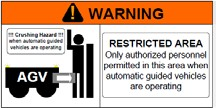 WARNING
!!! Crushing Hazard !!!
when automatic guided
vehicles are operating
AGV
RESTRICTED AREA
Only authorized personnel
permitted in this area when
automatic guided vehicles
are operating